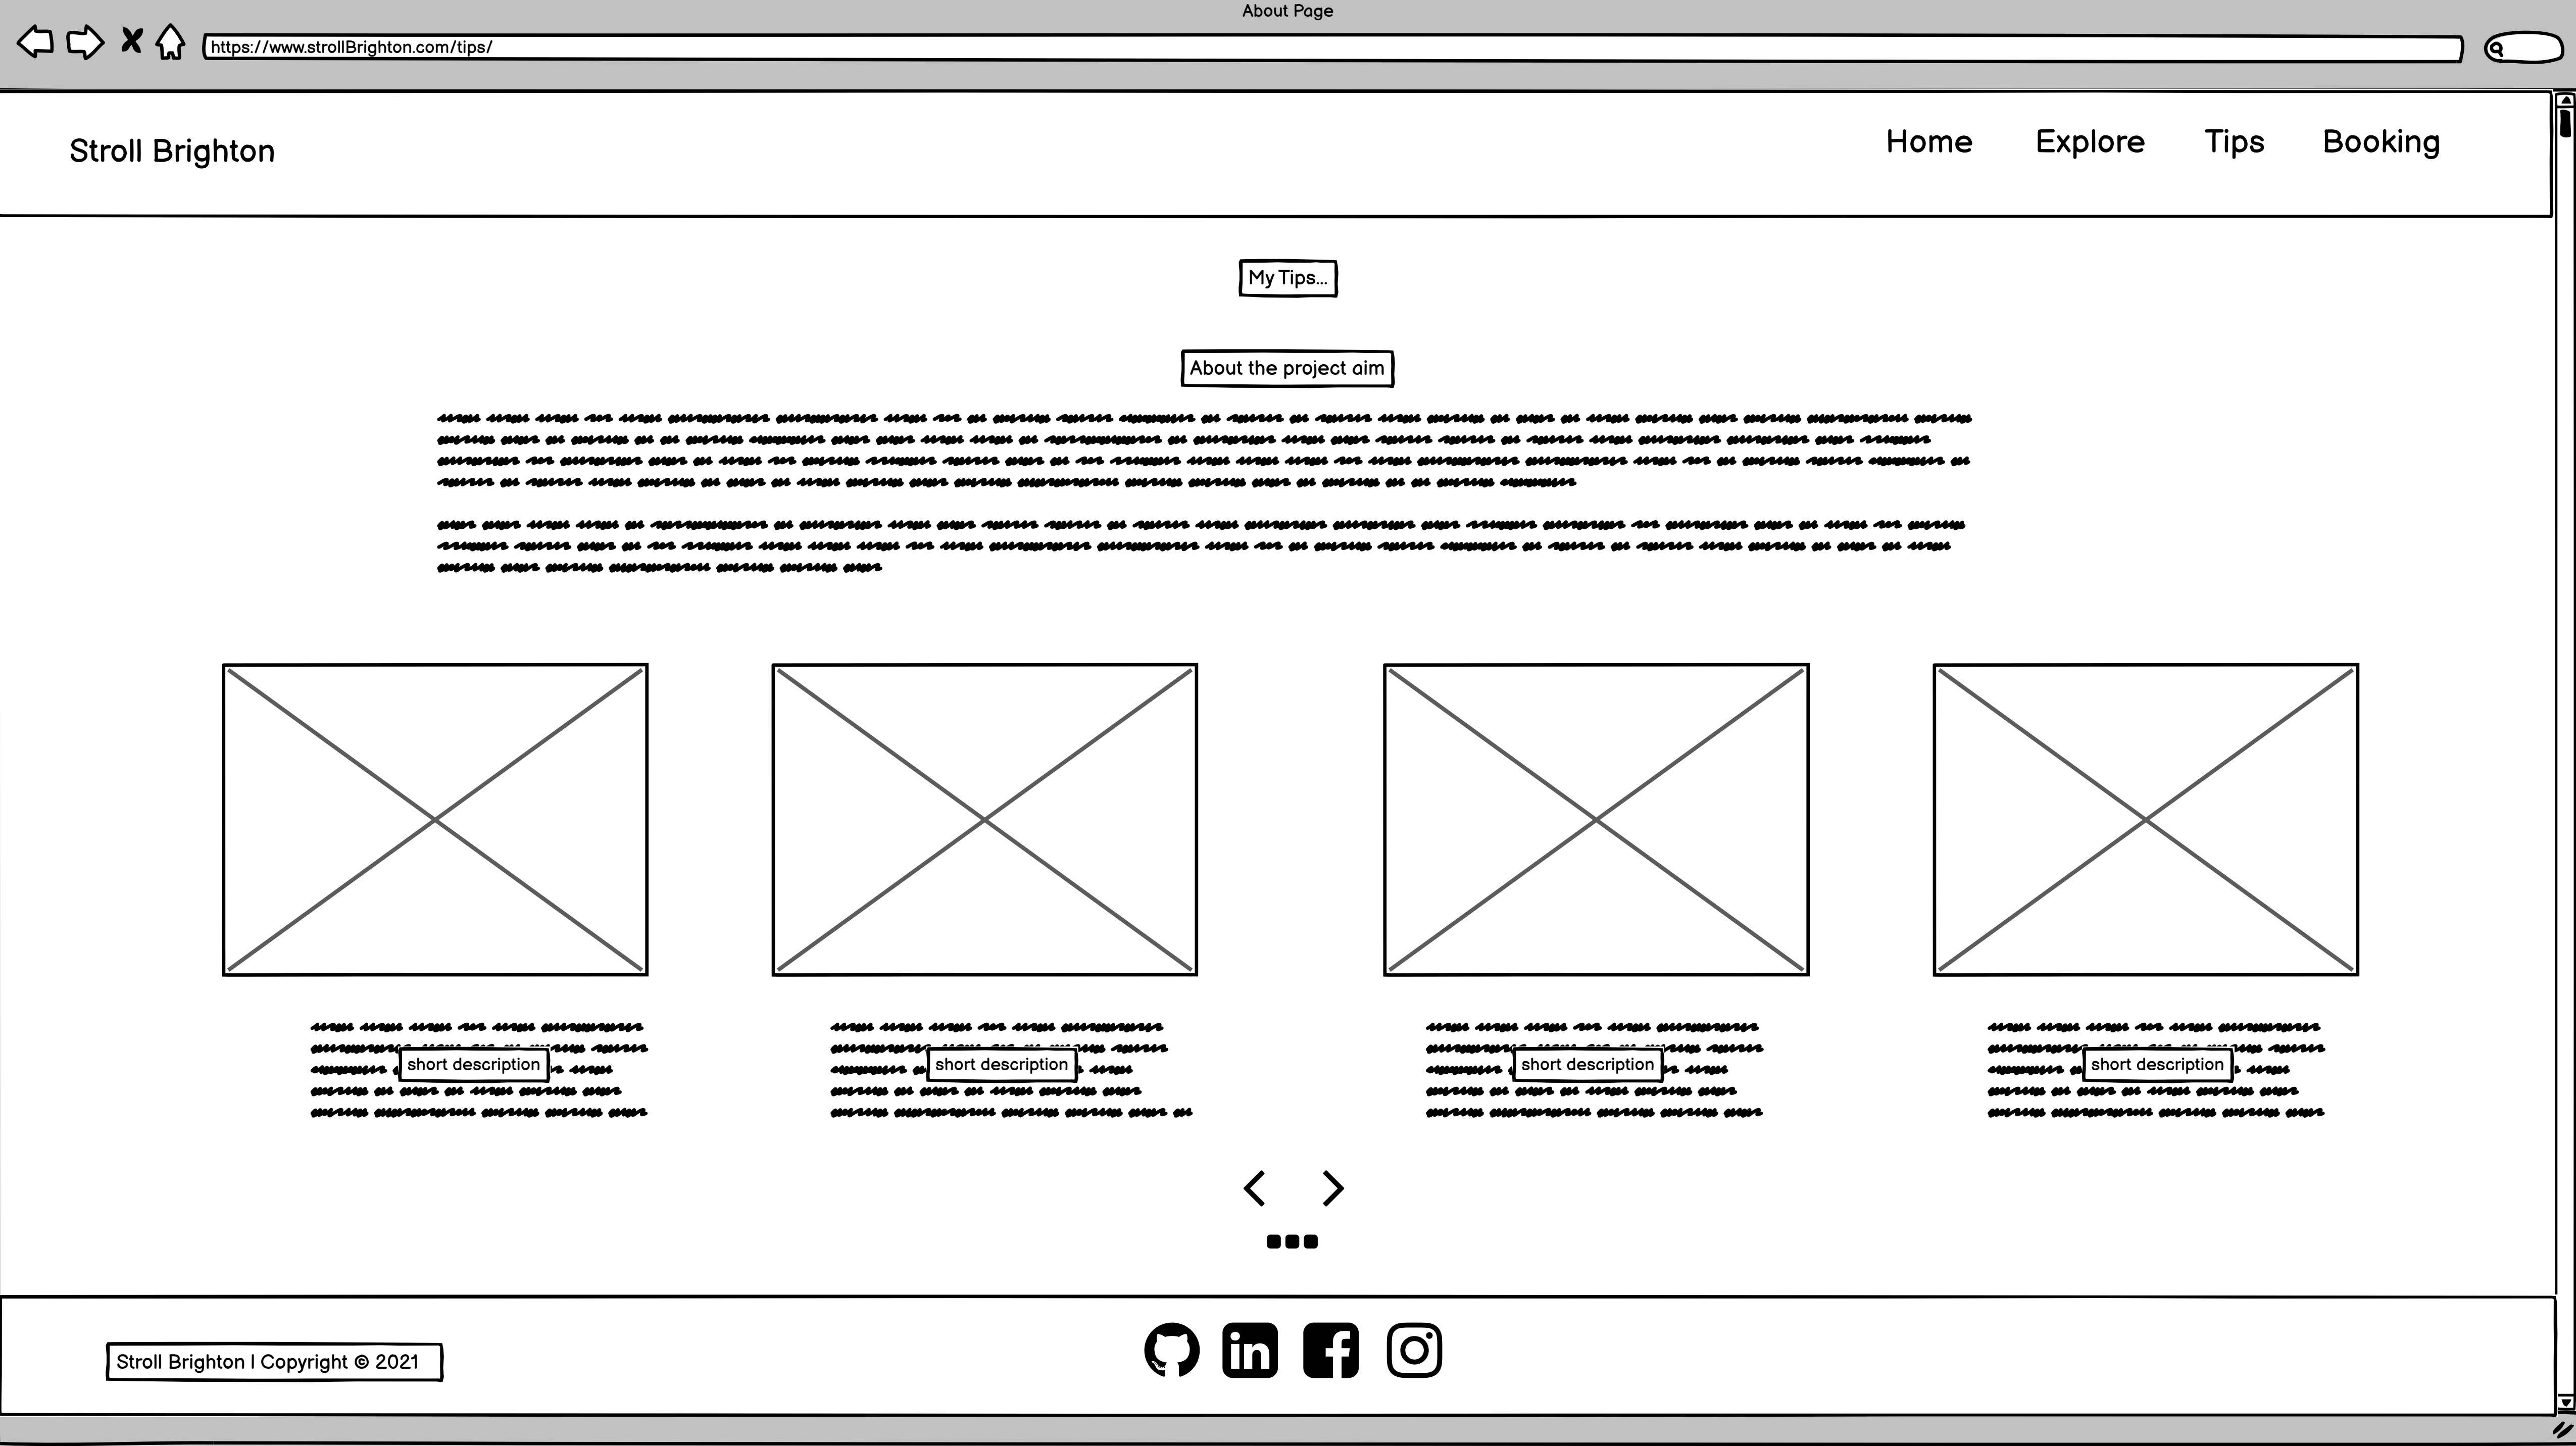 About Page
https://www.strollBrighton.com/tips/
Stroll Brighton
Home Explore Tips Booking
My Tips...
About the project aim
short description
short description
short description
short description
Stroll Brighton | Copyright © 2021